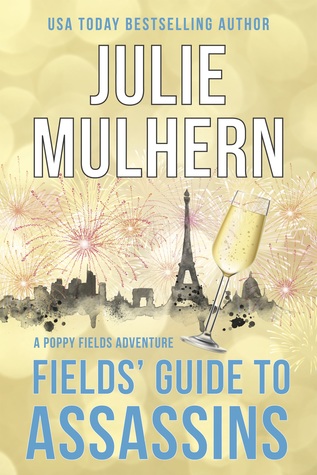 USA TODAY BESTSELLING AUTHOR
JULIE
MULHERN
A POPPY FIELDS ADVENTURE
FIELDS' GUIDE TO
ASSASSINS